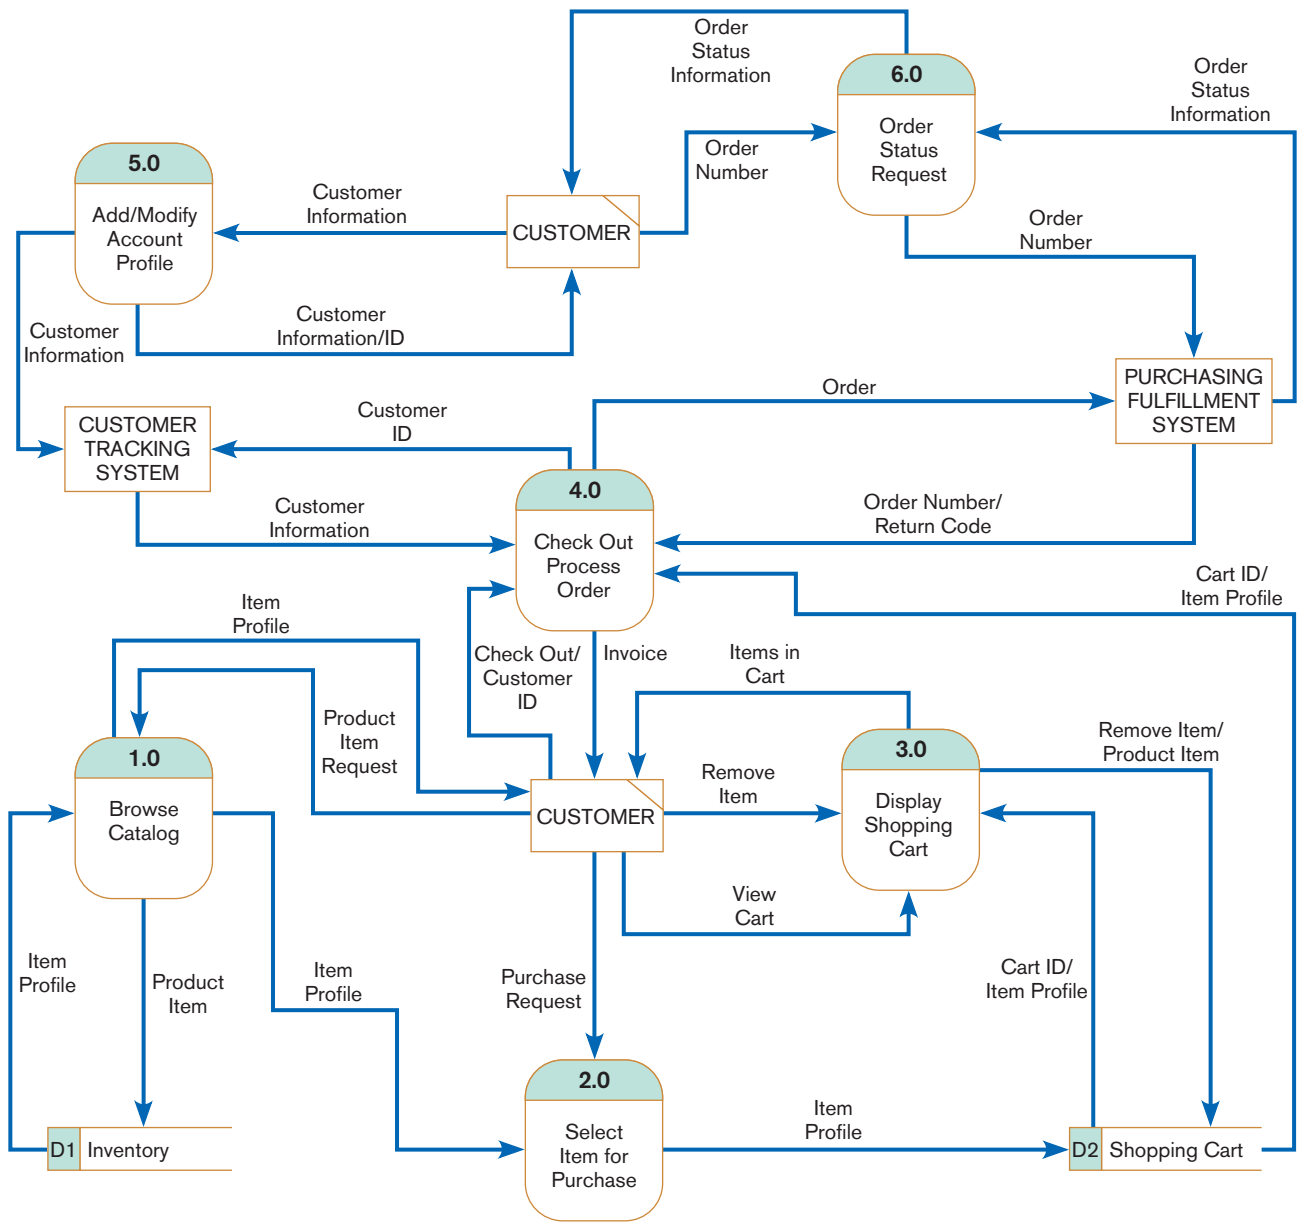 Order
Status
Information
6.0
Order
Status
Request
Order
Status
Information
Order
Number
5.0
Add/Modify
Account
Profile
Customer
Information
CUSTOMER
Order
Number
Customer
Information
Customer
Information/ID
PURCHASING
FULFILLMENT
SYSTEM
Order
CUSTOMER
TRACKING
SYSTEM
Customer
ID
4.0
Check Out
Process
Order
Customer
Information
Order Number/
Return Code
Cart ID/
Item Profile
Item
Profile
Check Out/
Customer
ID
Invoice
Items in
Cart
Product
Item
Request
1.0
Browse
Catalog
CUSTOMER
Remove
Item
3.0
Display
Shopping
Cart
Remove Item/
Product Item
View
Cart
Item
Profile
Product
Item
Item
Profile
Purchase
Request
Cart ID/
Item Profile
2.0
Select
Item for
Purchase
Item
Profile
D1 Inventory
D2 Shopping Cart